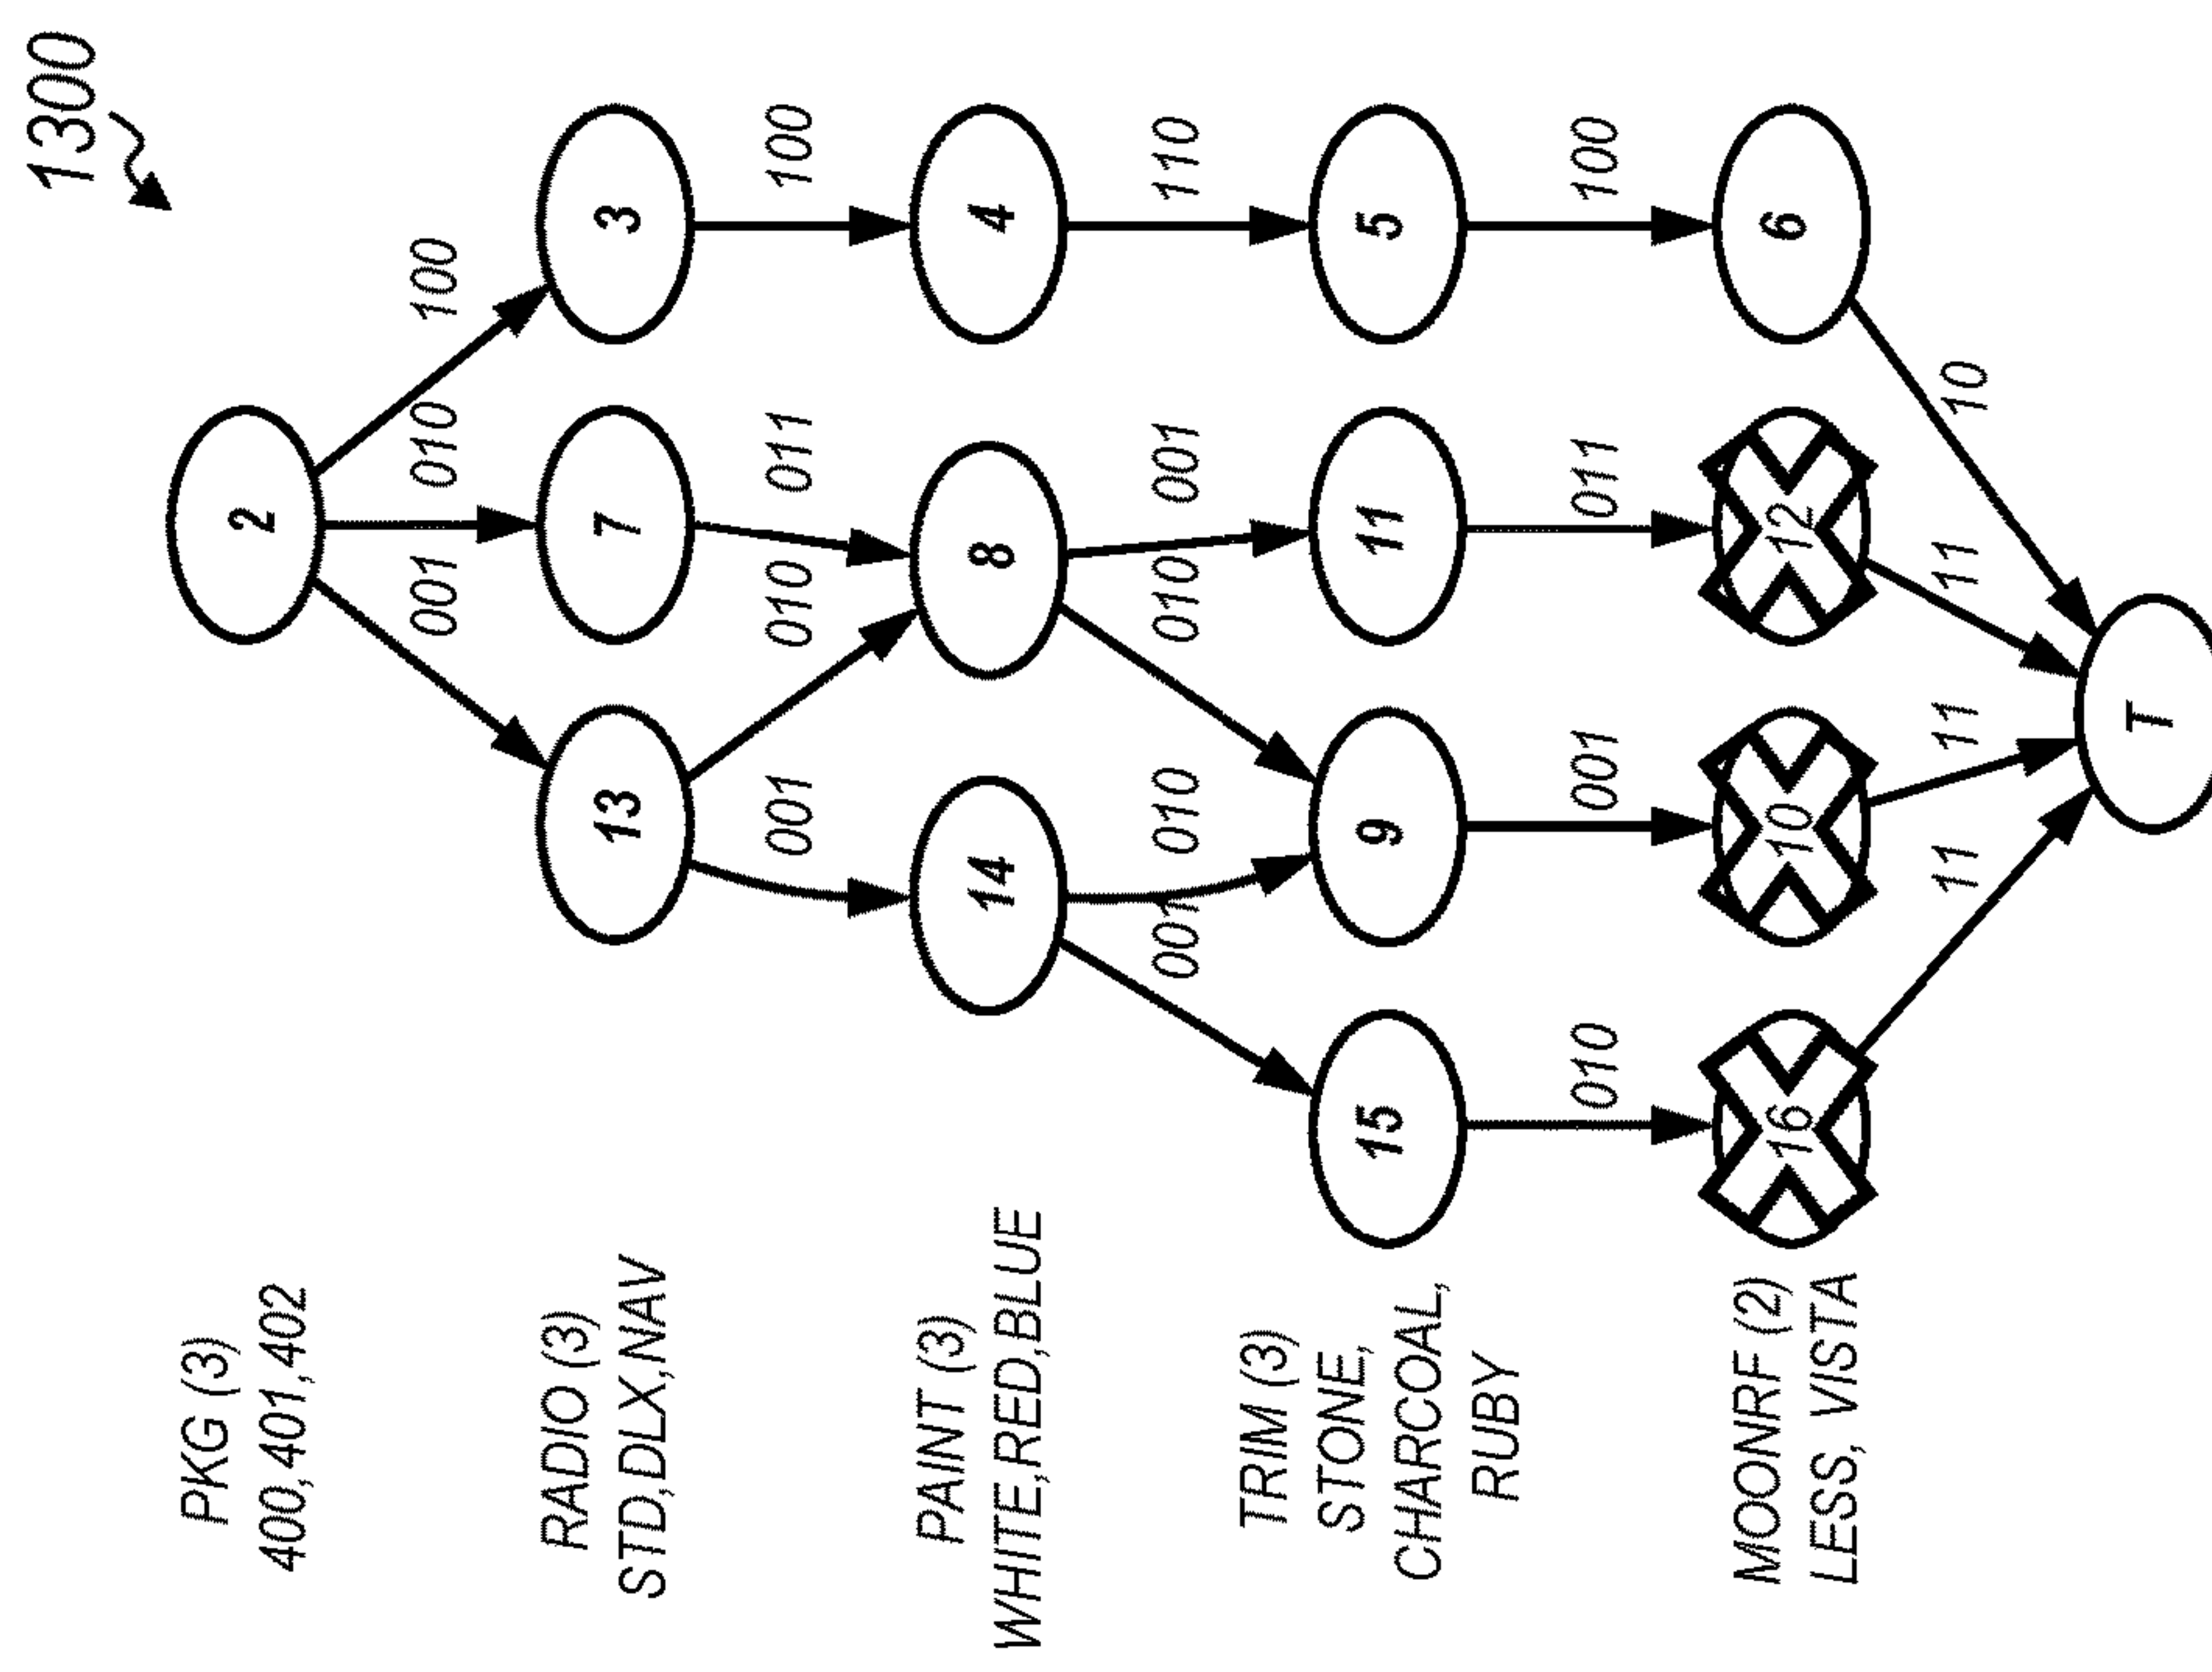 1300
PKG (3)
400, 401, 402
2
001 010 100
RADIO (3)
STD,DLX,NAV
13 7 3
001 010 011 100
PAINT (3)
WHITE,RED,BLUE
14 8 4
001 010 010 001 110
TRIM (3)
STONE,
CHARCOAL,
RUBY
15 9 11 5
010 001 011 100
MOONRF (2)
LESS, VISTA
16 10 12 6
11 11 11 10
T